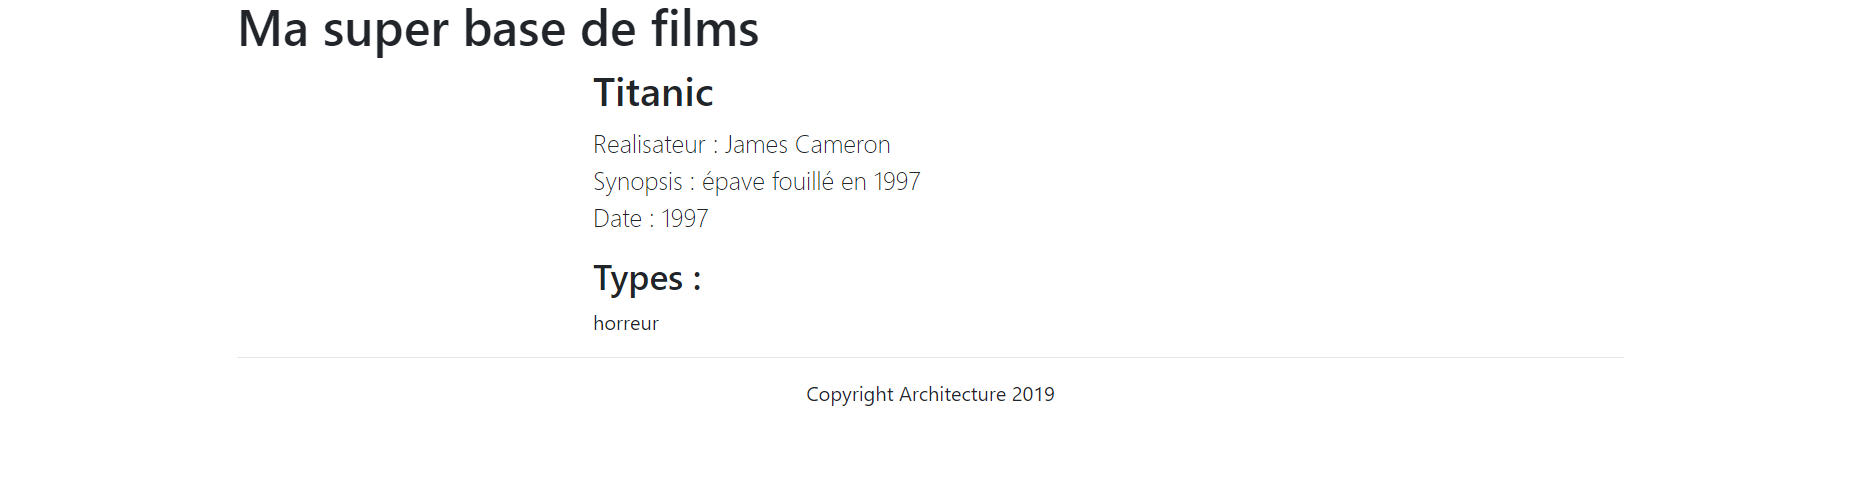 Ma super base de films
Titanic
Realisateur : James Cameron
Synopsis : épave fouillé en 1997
Date : 1997
Types :
horreur
Copyright Architecture 2019